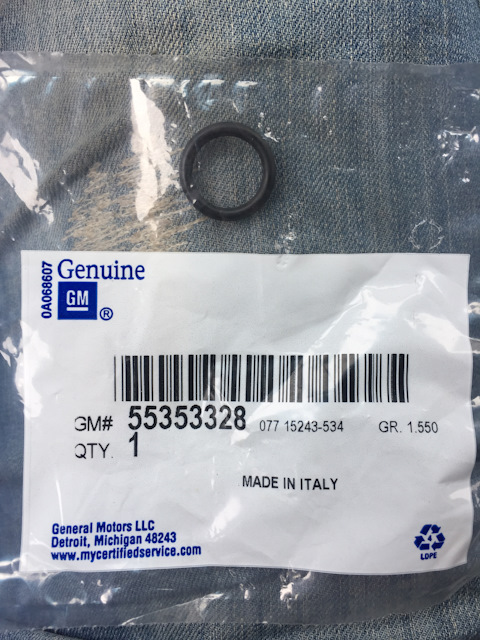 0A068607
Genuine
GM ®
GM# 55353328 077 15243-534 GR. 1.550
QTY. 1
MADE IN ITALY
General Motors LLC
Detroit, Michigan 48243
www.mycertifiedservice.com
4
LDPE